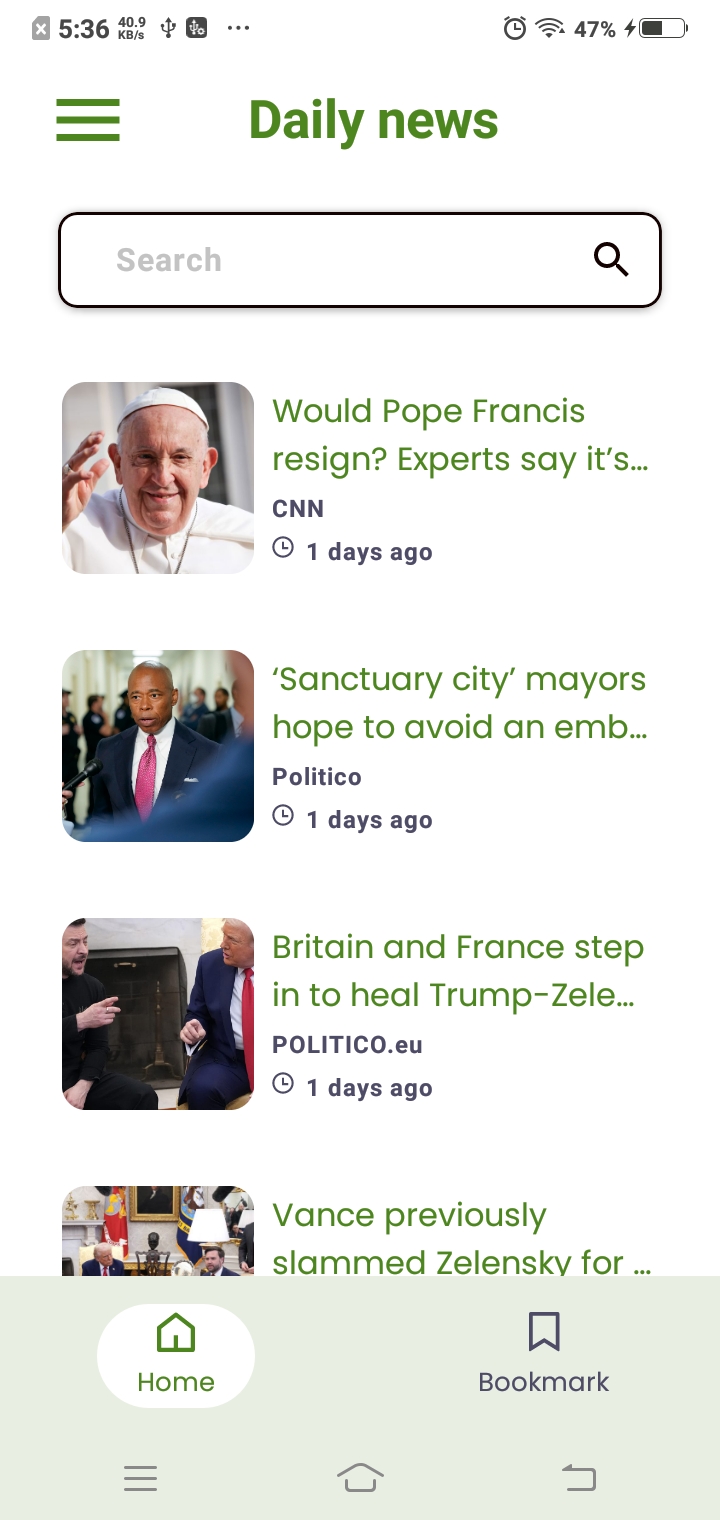 5:36 40.9 KB/s ... 47%
Daily news
Search
Would Pope Francis
resign? Experts say it’s...
CNN
1 days ago
‘Sanctuary city’ mayors
hope to avoid an emb...
Politico
1 days ago
Britain and France step
in to heal Trump-Zele...
POLITICO.eu
1 days ago
Vance previously
slammed Zelensky for ...
Home
Bookmark